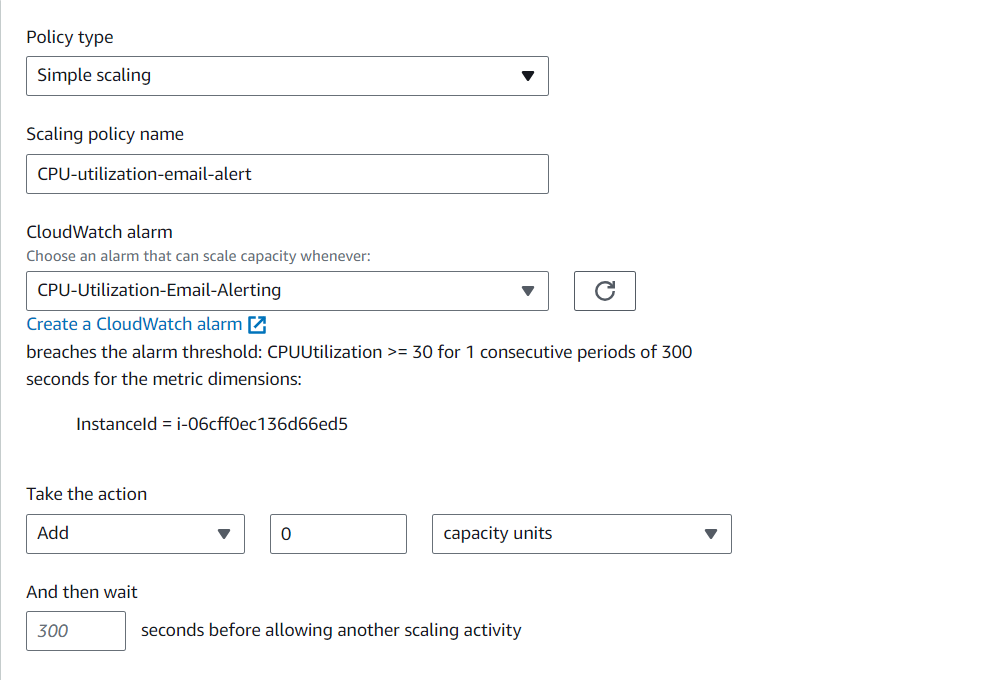 Policy type
Simple scaling
Scaling policy name
CPU-utilization-email-alert
CloudWatch alarm
Choose an alarm that can scale capacity whenever:
CPU-Utilization-Email-Alerting
Create a CloudWatch alarm
breaches the alarm threshold: CPUUtilization >= 30 for 1 consecutive periods of 300
seconds for the metric dimensions:
InstanceId = i-06cff0ec136d66ed5
Take the action
Add 0 capacity units
And then wait
300 seconds before allowing another scaling activity